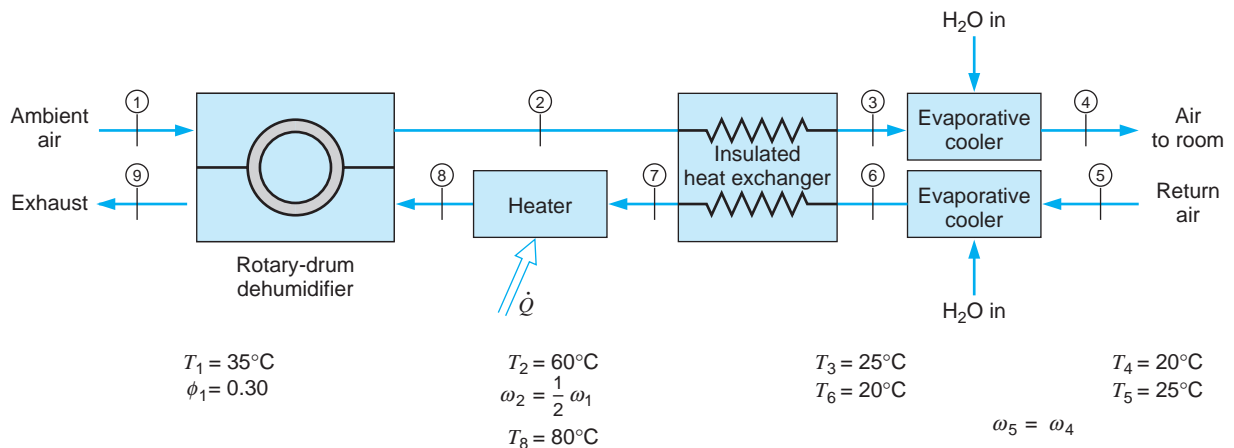 H₂O in
① ② ③ ④
Ambient
air
Evaporative
cooler
Air
to room
Insulated
heat exchanger
⑨ ⑧ ⑦ ⑥ ⑤
Exhaust
Heater
Evaporative
cooler
Return
air
Rotary-drum
dehumidifier
Q̇
H₂O in
T₁ = 35°C
ϕ₁ = 0.30
T₂ = 60°C
ω₂ = 1/2 ω₁
T₈ = 80°C
T₃ = 25°C
T₆ = 20°C
T₄ = 20°C
T₅ = 25°C
ω₅ = ω₄